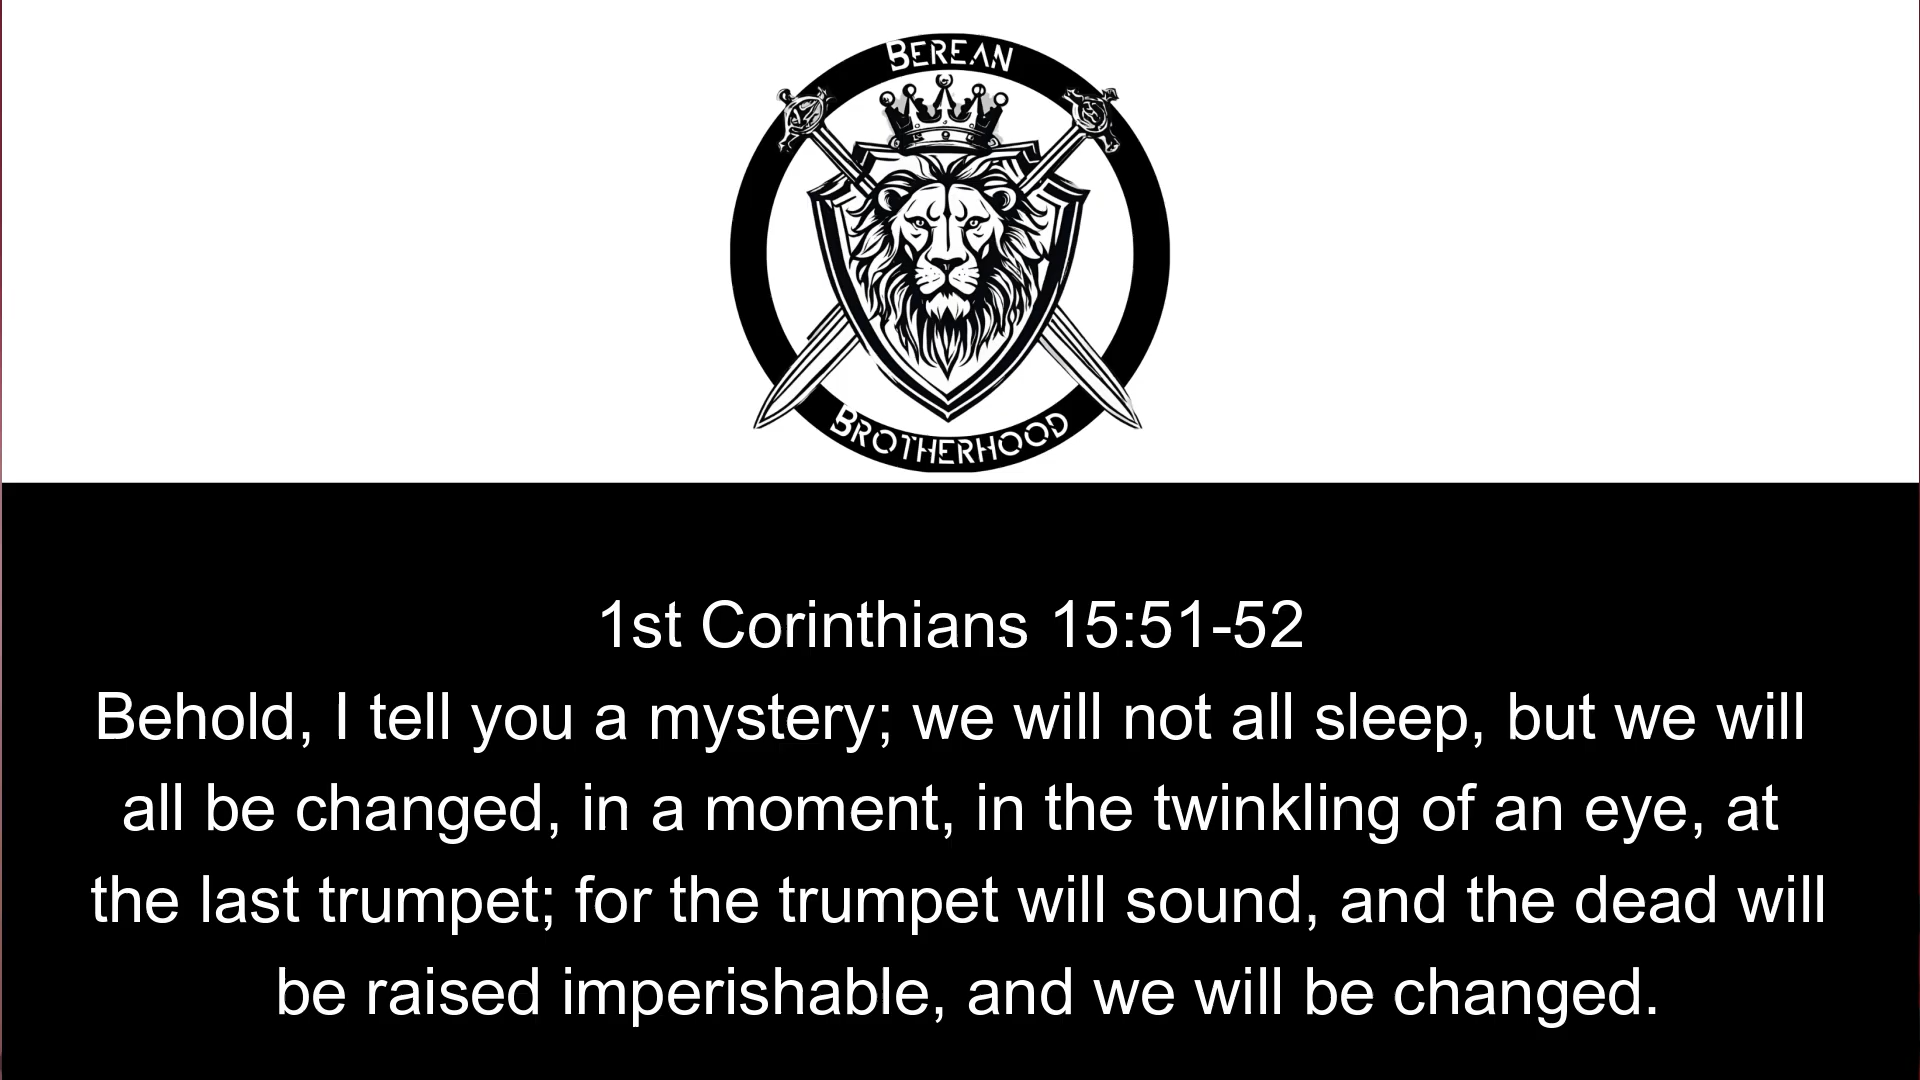 BEREAN
BROTHERHOOD
1st Corinthians 15:51-52
Behold, I tell you a mystery; we will not all sleep, but we will
all be changed, in a moment, in the twinkling of an eye, at
the last trumpet; for the trumpet will sound, and the dead will
be raised imperishable, and we will be changed.